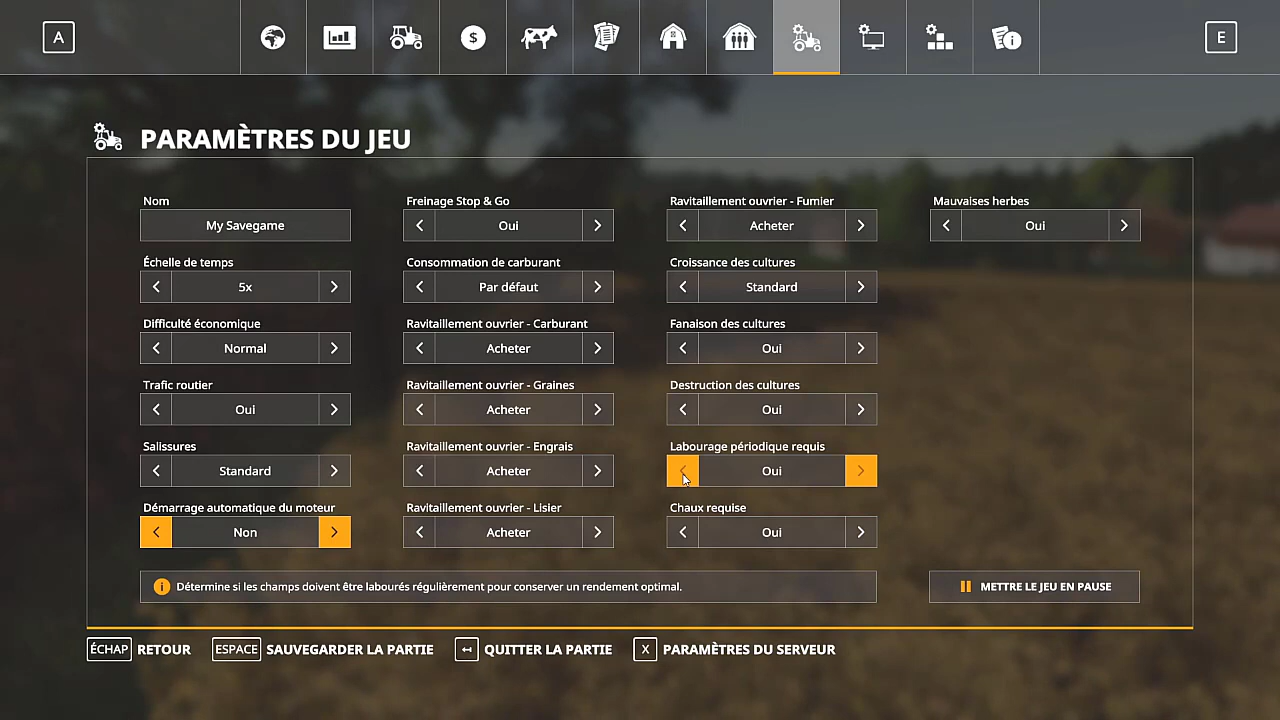 A
E
PARAMÈTRES DU JEU
Nom
My Savegame
Échelle de temps
5x
Difficulté économique
Normal
Trafic routier
Oui
Salissures
Standard
Démarrage automatique du moteur
Non
Freinage Stop & Go
Oui
Consommation de carburant
Par défaut
Ravitaillement ouvrier - Carburant
Acheter
Ravitaillement ouvrier - Graines
Acheter
Ravitaillement ouvrier - Engrais
Acheter
Ravitaillement ouvrier - Lisier
Acheter
Ravitaillement ouvrier - Fumier
Acheter
Croissance des cultures
Standard
Fanaison des cultures
Oui
Destruction des cultures
Oui
Labourage périodique requis
Oui
Chaux requise
Oui
Mauvaises herbes
Oui
Détermine si les champs doivent être labourés régulièrement pour conserver un rendement optimal.
METTRE LE JEU EN PAUSE
ÉCHAP RETOUR ESPACE SAUVEGARDER LA PARTIE QUITTER LA PARTIE X PARAMÈTRES DU SERVEUR